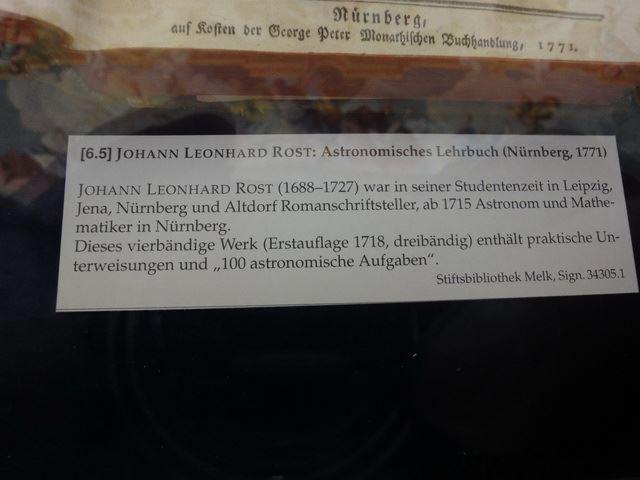 Nürnberg,
auf Kosten der George Peter Monathischen Buchhandlung, 1771.
[6.5] JOHANN LEONHARD ROST: Astronomisches Lehrbuch (Nürnberg, 1771)
JOHANN LEONHARD ROST (1688–1727) war in seiner Studentenzeit in Leipzig,
Jena, Nürnberg und Altdorf Romanschriftsteller, ab 1715 Astronom und Mathe-
matiker in Nürnberg.
Dieses vierbändige Werk (Erstauflage 1718, dreibändig) enthält praktische Un-
terweisungen und „100 astronomische Aufgaben“.
Stiftsbibliothek Melk, Sign. 34305.1